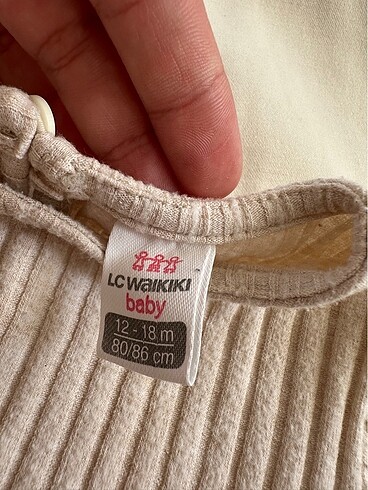 LC WAIKIKI
baby
12 - 18 m
80/86 cm